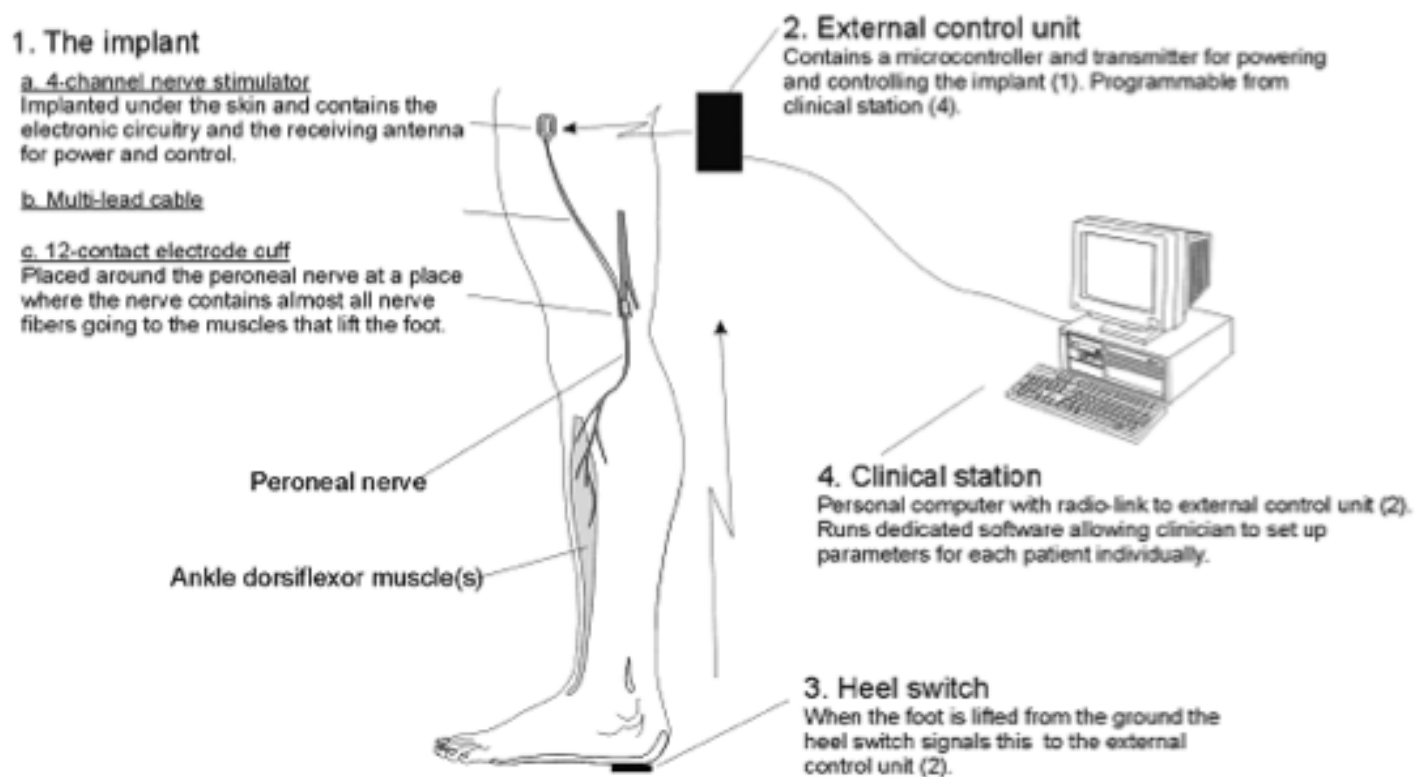 1. The implant
a. 4-channel nerve stimulator
Implanted under the skin and contains the
electronic circuitry and the receiving antenna
for power and control.
b. Multi-lead cable
c. 12-contact electrode cuff
Placed around the peroneal nerve at a place
where the nerve contains almost all nerve
fibers going to the muscles that lift the foot.
Peroneal nerve
Ankle dorsiflexor muscle(s)
2. External control unit
Contains a microcontroller and transmitter for powering
and controlling the implant (1). Programmable from
clinical station (4).
4. Clinical station
Personal computer with radio-link to external control unit (2).
Runs dedicated software allowing clinician to set up
parameters for each patient individually.
3. Heel switch
When the foot is lifted from the ground the
heel switch signals this to the external
control unit (2).